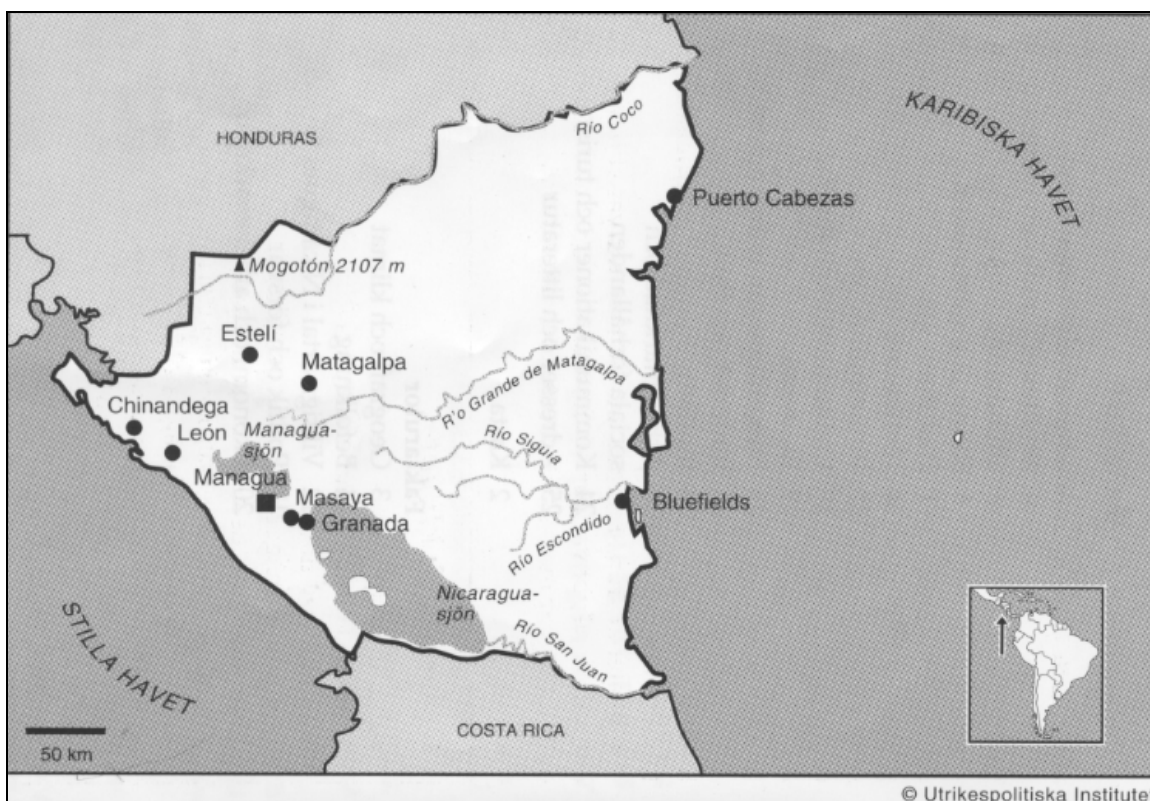 HONDURAS
KARIBISKA HAVET
Río Coco
Puerto Cabezas
Mogotón 2107 m
Estelí
Matagalpa
R'o Grande de Matagalpa
Chinandega
León
Managua-
sjön
Río Siguía
Managua
Masaya
Granada
Bluefields
Río Escondido
Nicaragua-
sjön
Río San Juan
STILLA HAVET
COSTA RICA
50 km
© Utrikespolitiska Institutet